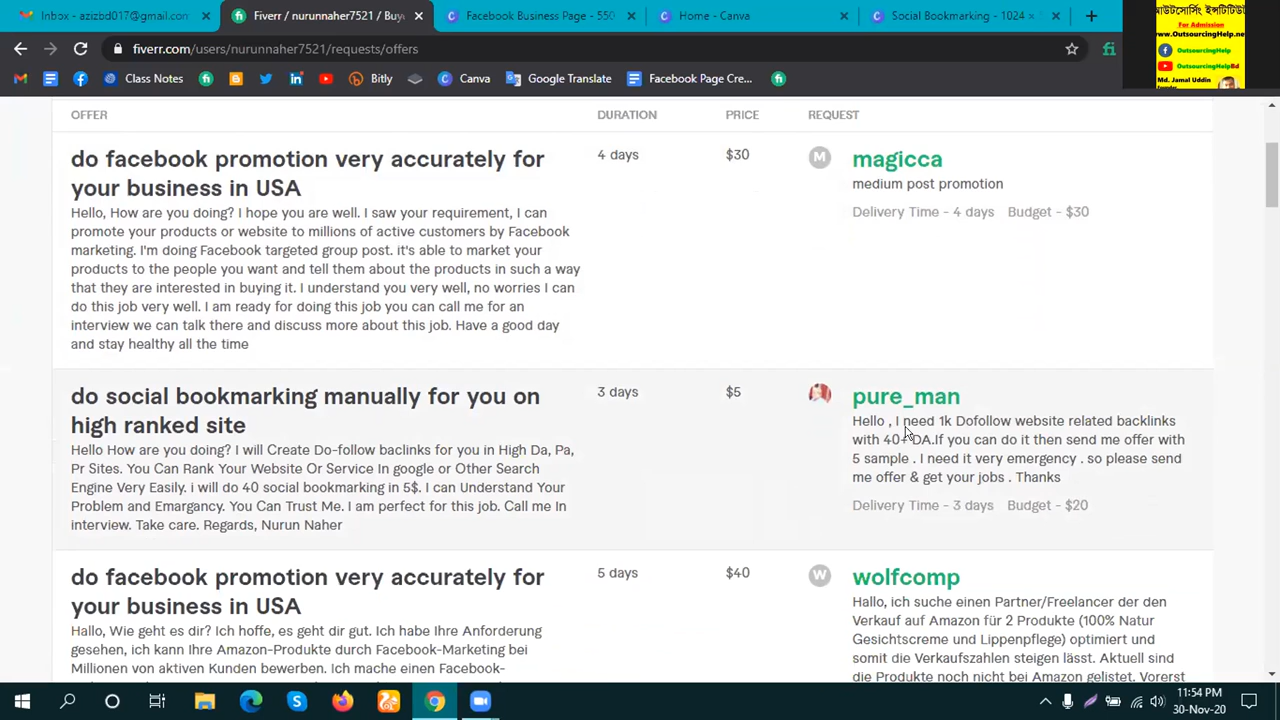 Inbox - azizbd017@gmail.com
Fiverr / nurunnaher7521 / Buye
Facebook Business Page - 550
Home - Canva
Social Bookmarking - 1024 ×
fiverr.com/users/nurunnaher7521/requests/offers
Class Notes
Bitly
Canva
Google Translate
Facebook Page Cre...
আউটসোর্সিং ইন্সটিটিউট
For Admission
www.OutsourcingHelp.ne
OutsourcingHelp
OutsourcingHelpBd
Md. Jamal Uddin
OFFER DURATION PRICE REQUEST
do facebook promotion very accurately for
your business in USA
Hello, How are you doing? I hope you are well. I saw your requirement, I can
promote your products or website to millions of active customers by Facebook
marketing. I'm doing Facebook targeted group post. it's able to market your
products to the people you want and tell them about the products in such a way
that they are interested in buying it. I understand you very well, no worries I can
do this job very well. I am ready for doing this job you can call me for an
interview we can talk there and discuss more about this job. Have a good day
and stay healthy all the time
4 days
$30
M
magicca
medium post promotion
Delivery Time - 4 days Budget - $30
do social bookmarking manually for you on
high ranked site
Hello How are you doing? I will Create Do-follow baclinks for you in High Da, Pa,
Pr Sites. You Can Rank Your Website Or Service In google or Other Search
Engine Very Easily. i will do 40 social bookmarking in 5$. I can Understand Your
Problem and Emargancy. You Can Trust Me. I am perfect for this job. Call me In
interview. Take care. Regards, Nurun Naher
3 days
$5
pure_man
Hello , I need 1k Dofollow website related backlinks
with 40+ DA.If you can do it then send me offer with
5 sample . I need it very emergency . so please send
me offer & get your jobs . Thanks
Delivery Time - 3 days Budget - $20
do facebook promotion very accurately for
your business in USA
Hallo, Wie geht es dir? Ich hoffe, es geht dir gut. Ich habe Ihre Anforderung
gesehen, ich kann Ihre Amazon-Produkte durch Facebook-Marketing bei
Millionen von aktiven Kunden bewerben. Ich mache einen Facebook-
5 days
$40
W
wolfcomp
Hallo, ich suche einen Partner/Freelancer der den
Verkauf auf Amazon für 2 Produkte (100% Natur
Gesichtscreme und Lippenpflege) optimiert und
somit die Verkaufszahlen steigen lässt. Aktuell sind
die Produkte noch nicht bei Amazon gelistet. Vorerst
11:54 PM
30-Nov-20